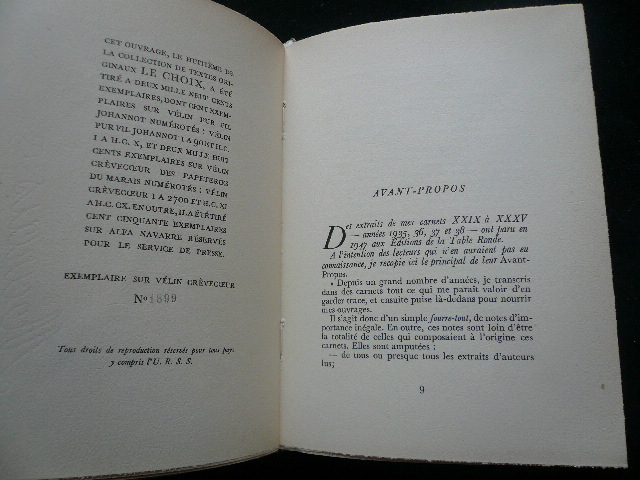 CET OUVRAGE, LE HUITIÈME DE
LA COLLECTION DE TEXTES ORI-
GINAUX LE CHOIX, A ÉTÉ
TIRÉ A DEUX MILLE NEUF CENTS
EXEMPLAIRES, DONT CENT EXEM-
PLAIRES SUR VÉLIN PUR FIL
JOHANNOT NUMÉROTÉS : VÉLIN
PUR FIL JOHANNOT 1 A 90 ET H.C.
1 A H.C. X, ET DEUX MILLE HUIT
CENTS EXEMPLAIRES SUR VÉLIN
CRÈVECŒUR DES PAPETERIES
DU MARAIS NUMÉROTÉS : VÉLIN
CRÈVECŒUR 1 A 2700 ET H.C. XI
A H.C. CX. EN OUTRE, IL A ÉTÉ TIRÉ
CENT CINQUANTE EXEMPLAIRES
SUR ALFA NAVARRE RÉSERVÉS
POUR LE SERVICE DE PRESSE.
EXEMPLAIRE SUR VÉLIN CRÈVECŒUR
No 1899
Tous droits de reproduction réservés pour tous pays
y compris l'U. R. S. S.
AVANT-PROPOS
Des extraits de mes carnets XXIX à XXXV
— années 1935, 36, 37 et 38 — ont paru en
1947 aux Éditions de la Table Ronde.
A l'intention des lecteurs qui n'en auraient pas eu
connaissance, je recopie ici le principal de leur Avant-
Propos.
« Depuis un grand nombre d'années, je transcris
dans des carnets tout ce qui me paraît valoir d'en
garder trace, et ensuite puise là-dedans pour nourrir
mes ouvrages.
Il s'agit donc d'un simple fourre-tout, de notes d'im-
portance inégale. En outre, ces notes sont loin d'être
la totalité de celles qui composaient à l'origine ces
carnets. Elles sont amputées :
— de tous ou presque tous les extraits d'auteurs
lus;
9